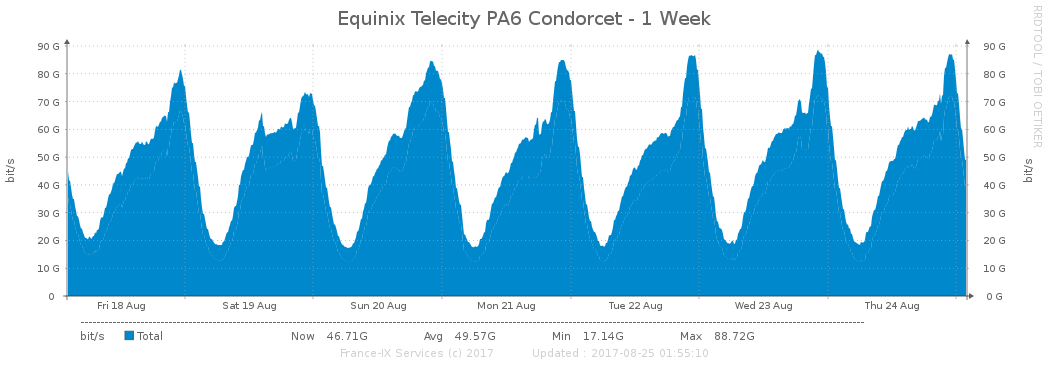 Equinix Telecity PA6 Condorcet - 1 Week
RRDTOOL / TOBI OETIKER
bit/s
bit/s
90 G 90 G
80 G 80 G
70 G 70 G
60 G 60 G
50 G 50 G
40 G 40 G
30 G 30 G
20 G 20 G
10 G 10 G
0 0 G
Fri 18 Aug Sat 19 Aug Sun 20 Aug Mon 21 Aug Tue 22 Aug Wed 23 Aug Thu 24 Aug
bit/s Total Now 46.71G Avg 49.57G Min 17.14G Max 88.72G
France-IX Services (c) 2017 Updated : 2017-08-25 01:55:10